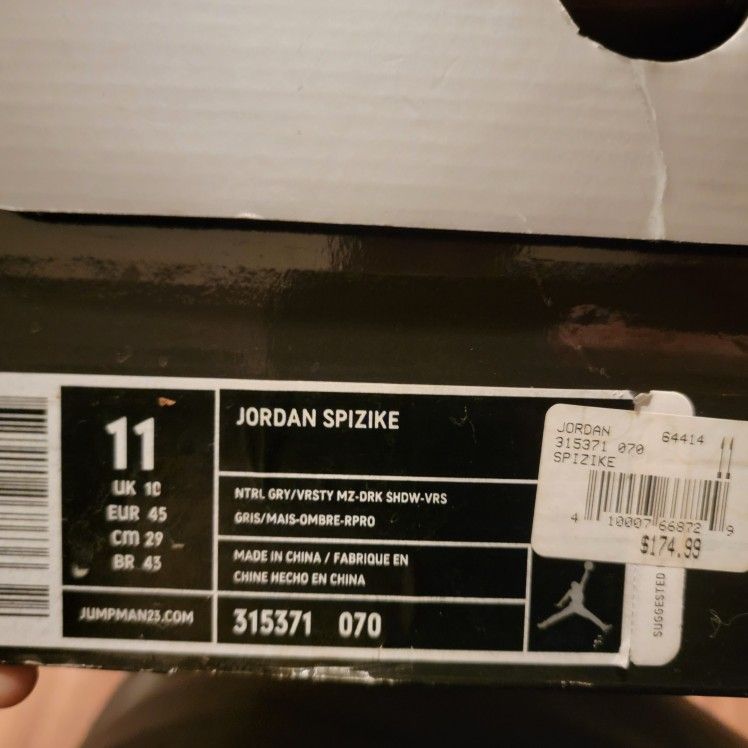 11
UK 10
EUR 45
cm 29
BR 43
JUMPMAN23.COM
JORDAN SPIZIKE
NTRL GRY/VRSTY MZ-DRK SHDW-VRS
GRIS/MAIS-OMBRE-RPRO
MADE IN CHINA / FABRIQUE EN
CHINE HECHO EN CHINA
315371 070
JORDAN 64414
315371 070 11
SPIZIKE
4 10007 66872 9
$174.99
SUGGESTED